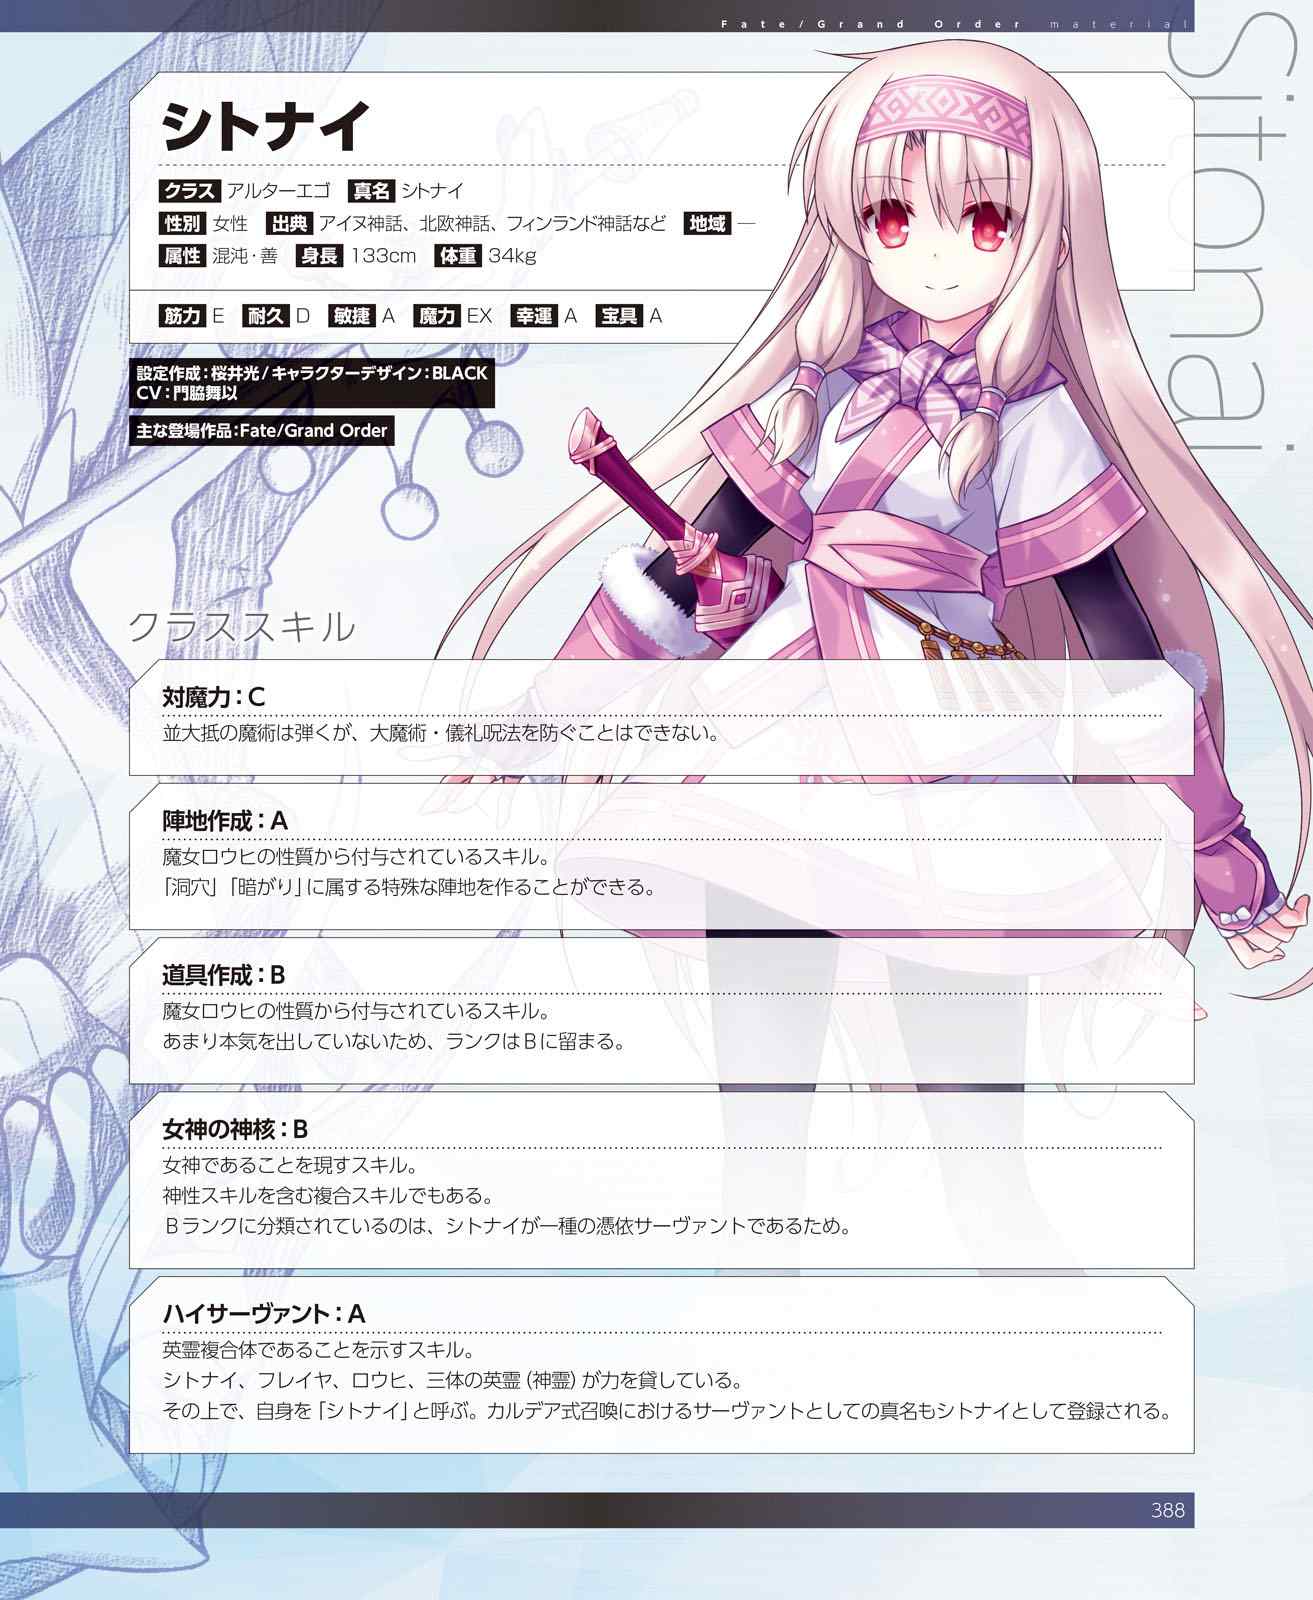 Fate/Grand Order material
Sitonai
シトナイ
クラス アルターエゴ 真名 シトナイ
性別 女性 出典 アイヌ神話、北欧神話、フィンランド神話など 地域 ―
属性 混沌・善 身長 133cm 体重 34kg
筋力 E 耐久 D 敏捷 A 魔力 EX 幸運 A 宝具 A
設定作成：桜井光/キャラクターデザイン：BLACK
CV：門脇舞以
主な登場作品：Fate/Grand Order
クラススキル
対魔力：C
並大抵の魔術は弾くが、大魔術・儀礼呪法を防ぐことはできない。
陣地作成：A
魔女ロウヒの性質から付与されているスキル。
「洞穴」「暗がり」に属する特殊な陣地を作ることができる。
道具作成：B
魔女ロウヒの性質から付与されているスキル。
あまり本気を出していないため、ランクはＢに留まる。
女神の神核：B
女神であることを現すスキル。
神性スキルを含む複合スキルでもある。
Ｂランクに分類されているのは、シトナイが一種の憑依サーヴァントであるため。
ハイサーヴァント：A
英霊複合体であることを示すスキル。
シトナイ、フレイヤ、ロウヒ、三体の英霊（神霊）が力を貸している。
その上で、自身を「シトナイ」と呼ぶ。カルデア式召喚におけるサーヴァントとしての真名もシトナイとして登録される。
388